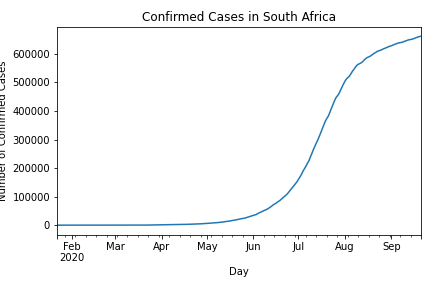 Confirmed Cases in South Africa
Number of Confirmed Cases
600000
500000
400000
300000
200000
100000
0
Feb Mar Apr May Jun Jul Aug Sep
2020
Day